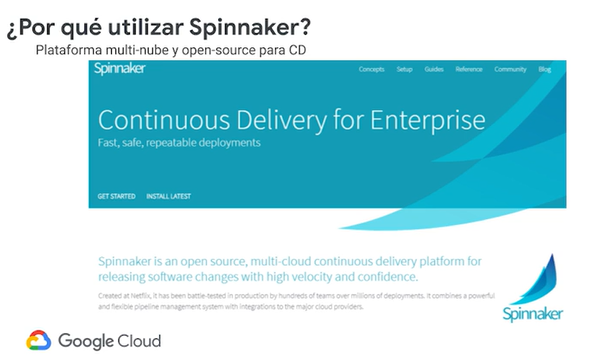 ¿Por qué utilizar Spinnaker?
Plataforma multi-nube y open-source para CD
Spinnaker
Concepts Setup Guides Reference Community Blog
Continuous Delivery for Enterprise
Fast, safe, repeatable deployments
GET STARTED INSTALL LATEST
Spinnaker is an open source, multi-cloud continuous delivery platform for
releasing software changes with high velocity and confidence.
Created at Netflix, it has been battle-tested in production by hundreds of teams over millions of deployments. It combines a powerful
and flexible pipeline management system with integrations to the major cloud providers.
Spinnaker
Google Cloud